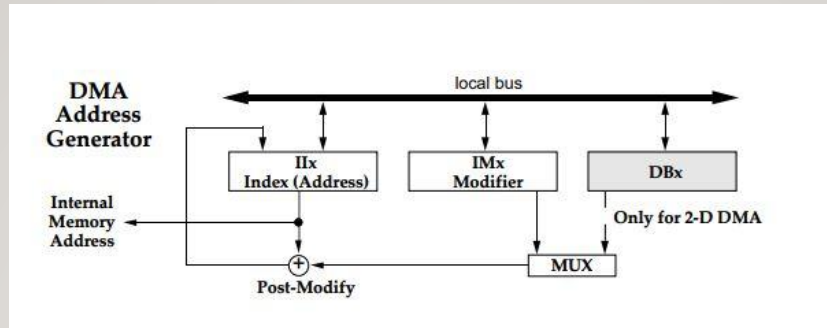 local bus
DMA
Address
Generator
IIx
Index (Address)
IMx
Modifier
DBx
Internal
Memory
Address
Only for 2-D DMA
+
MUX
Post-Modify